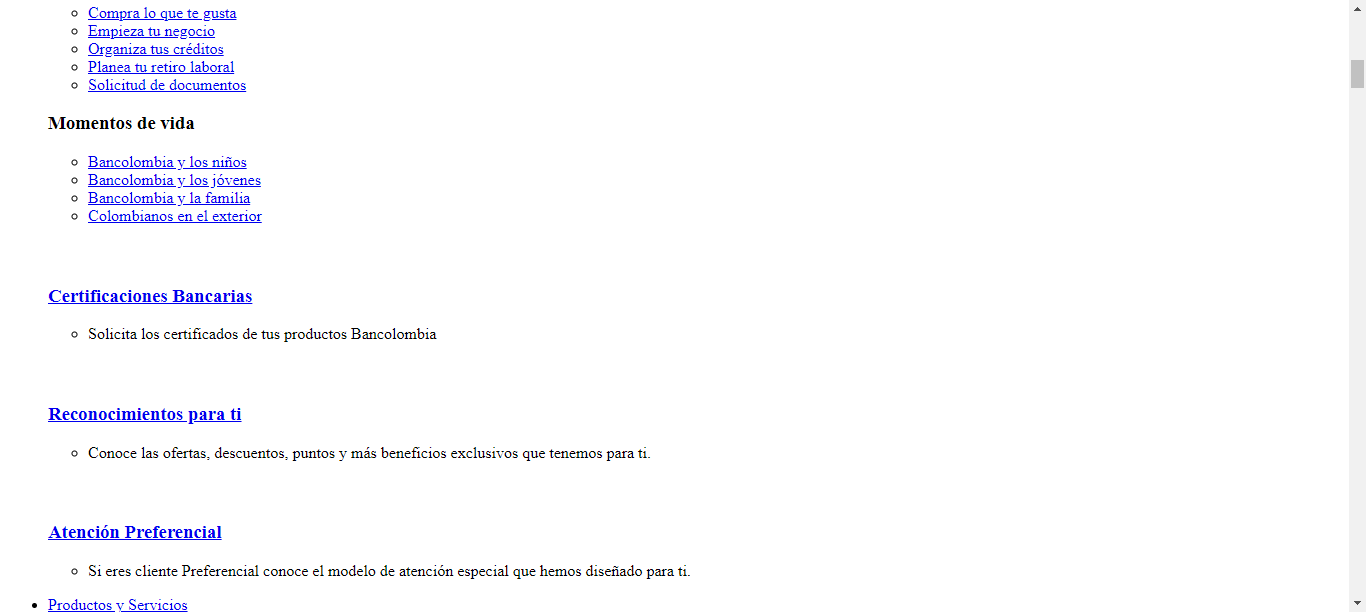 Compra lo que te gusta
Empieza tu negocio
Organiza tus créditos
Planea tu retiro laboral
Solicitud de documentos
Momentos de vida
Bancolombia y los niños
Bancolombia y los jóvenes
Bancolombia y la familia
Colombianos en el exterior
Certificaciones Bancarias
Solicita los certificados de tus productos Bancolombia
Reconocimientos para ti
Conoce las ofertas, descuentos, puntos y más beneficios exclusivos que tenemos para ti.
Atención Preferencial
Si eres cliente Preferencial conoce el modelo de atención especial que hemos diseñado para ti.
Productos y Servicios